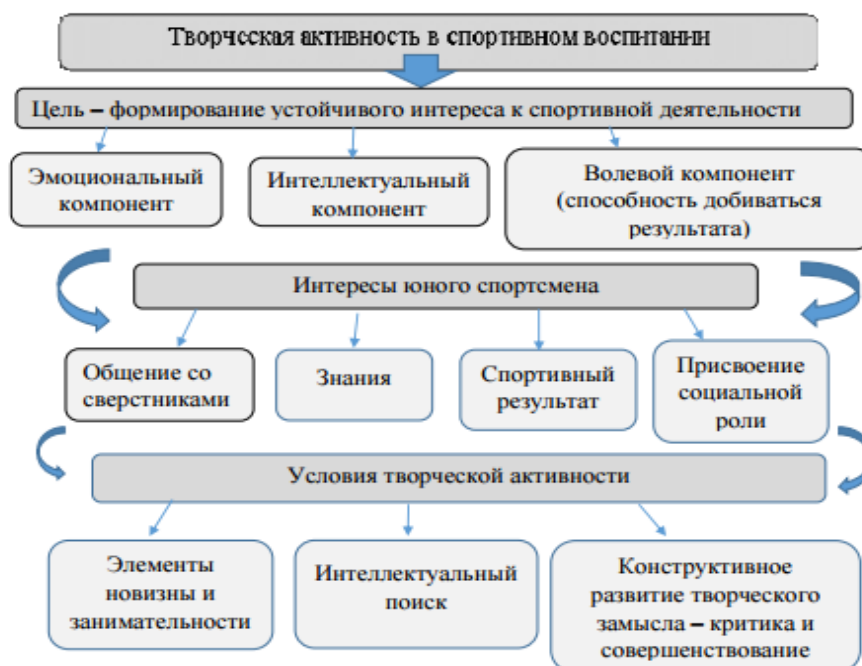 Творческая активность в спортивном воспитании
Цель – формирование устойчивого интереса к спортивной деятельности
Эмоциональный
компонент
Интеллектуальный
компонент
Волевой компонент
(способность добиваться
результата)
Интересы юного спортсмена
Общение со
сверстниками
Знания
Спортивный
результат
Присвоение
социальной
роли
Условия творческой активности
Элементы
новизны и
занимательности
Интеллектуальный
поиск
Конструктивное
развитие творческого
замысла – критика и
совершенствование